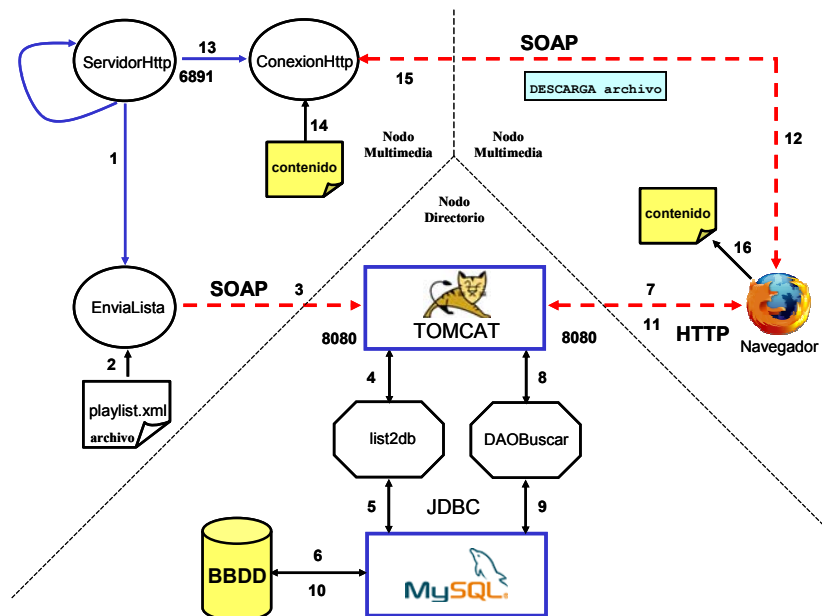 13
SOAP
ServidorHttp
ConexionHttp
6891
15
DESCARGA archivo
14
12
1
Nodo
Multimedia
Nodo
Multimedia
contenido
Nodo
Directorio
contenido
16
SOAP
3
7
EnviaLista
TOMCAT
11
HTTP
8080
8080
Navegador
2
4
8
playlist.xml
archivo
list2db
DAOBuscar
5
JDBC
9
6
BBDD
10
MySQL®